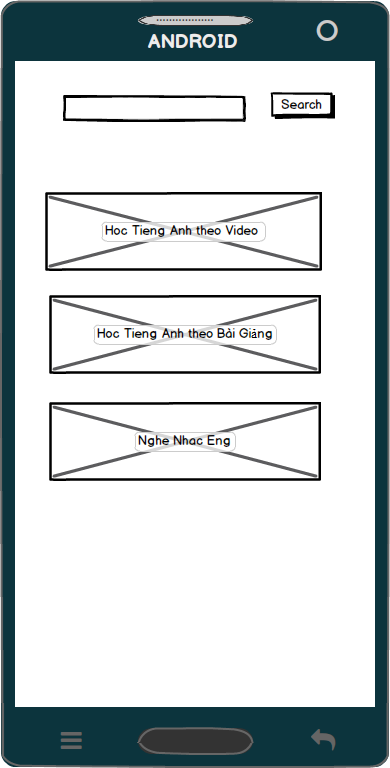 ANDROID
Search
Hoc Tieng Anh theo Video
Hoc Tieng Anh theo Bài Giảng
Nghe Nhac Eng